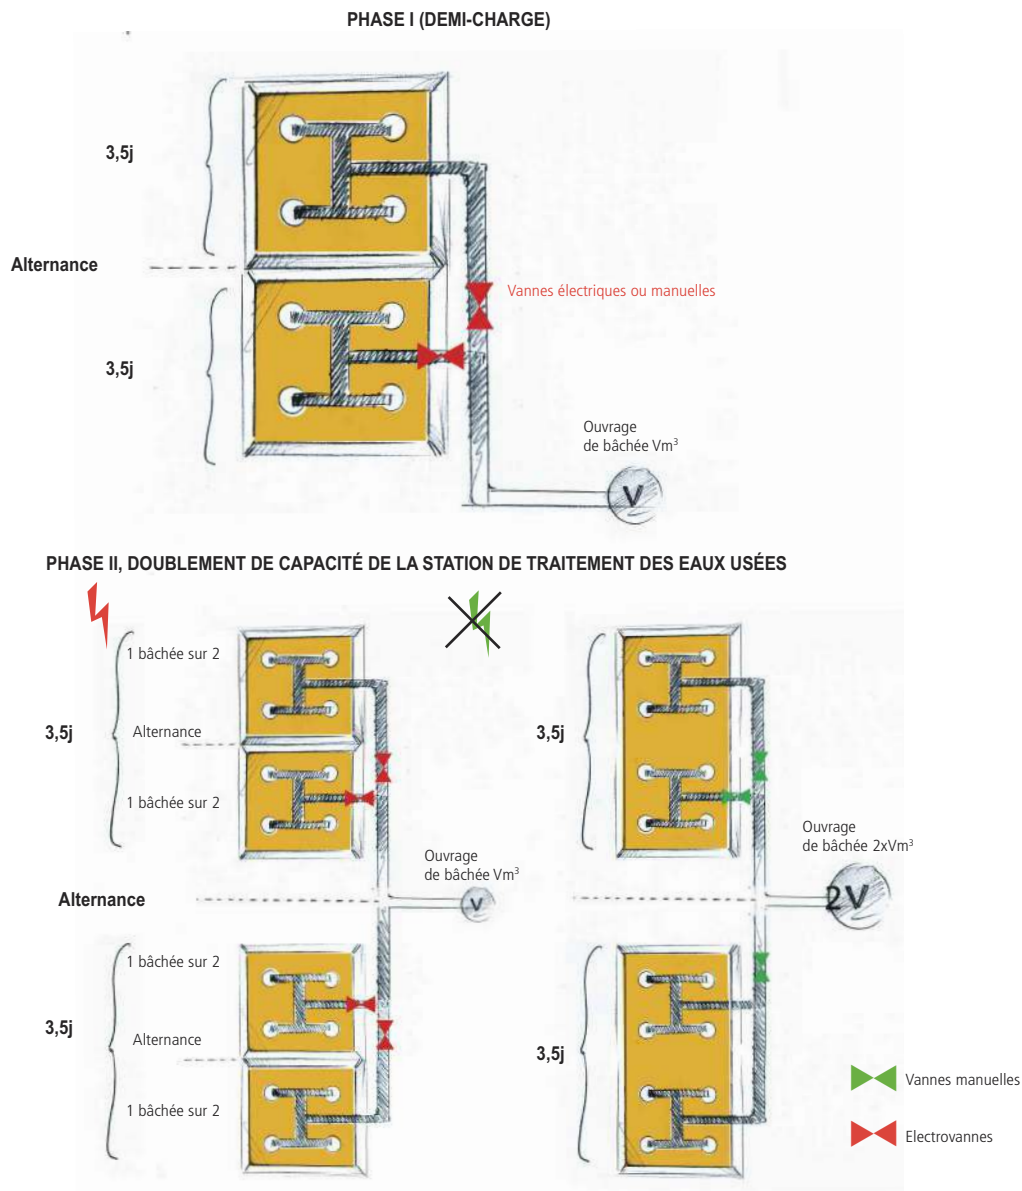 PHASE I (DEMI-CHARGE)
3,5j
Alternance
Vannes électriques ou manuelles
3,5j
Ouvrage
de bâchée Vm³
V
PHASE II, DOUBLEMENT DE CAPACITÉ DE LA STATION DE TRAITEMENT DES EAUX USÉES
1 bâchée sur 2
3,5j
Alternance
1 bâchée sur 2
Ouvrage
de bâchée Vm³
V
Alternance
1 bâchée sur 2
3,5j
Alternance
1 bâchée sur 2
3,5j
Ouvrage
de bâchée 2xVm³
2V
3,5j
Vannes manuelles
Electrovannes